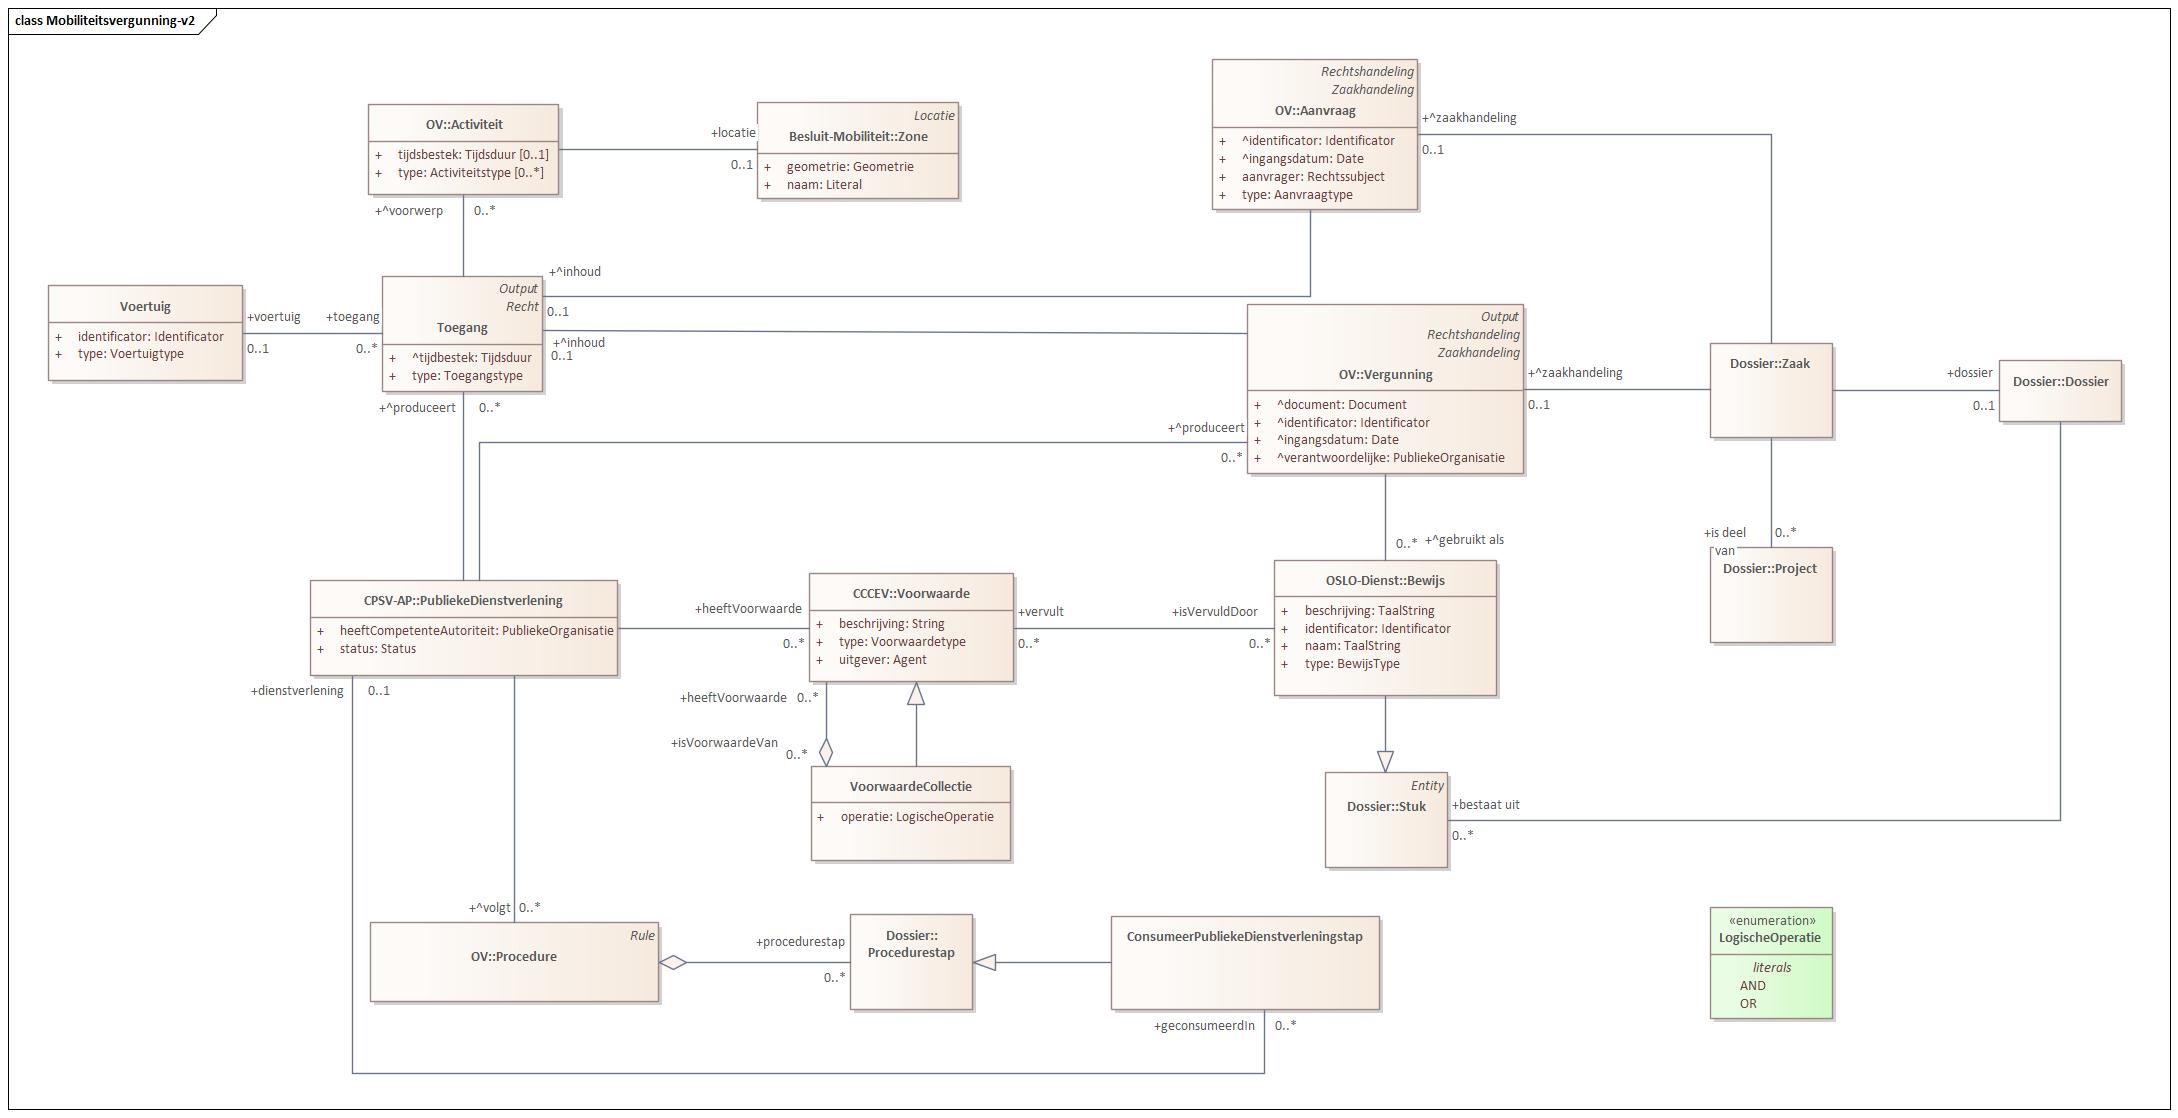 class Mobiliteitsvergunning-v2
OV::Activiteit
+ tijdsbestek: Tijdsduur [0..1]
+ type: Activiteitstype [0..*]
+locatie
0..1
Locatie
Besluit-Mobiliteit::Zone
+ geometrie: Geometrie
+ naam: Literal
Rechtshandeling
Zaakhandeling
OV::Aanvraag
+ ^identificator: Identificator
+ ^ingangsdatum: Date
+ aanvrager: Rechtssubject
+ type: Aanvraagtype
+^zaakhandeling
0..1
+^voorwerp
0..*
Voertuig
+ identificator: Identificator
+ type: Voertuigtype
+voertuig
0..1
+toegang
0..*
Output
Recht
Toegang
+ ^tijdbestek: Tijdsduur
+ type: Toegangstype
+^inhoud
0..1
+^inhoud
0..1
+^produceert
0..*
Output
Rechtshandeling
Zaakhandeling
OV::Vergunning
+ ^document: Document
+ ^identificator: Identificator
+ ^ingangsdatum: Date
+ ^verantwoordelijke: PubliekeOrganisatie
+^produceert
0..*
+^zaakhandeling
0..1
Dossier::Zaak
+dossier
0..1
Dossier::Dossier
+is deel
van
0..*
Dossier::Project
0..*
+^gebruikt als
CPSV-AP::PubliekeDienstverlening
+ heeftCompetenteAutoriteit: PubliekeOrganisatie
+ status: Status
+heeftVoorwaarde
0..*
CCCEV::Voorwaarde
+ beschrijving: String
+ type: Voorwaardetype
+ uitgever: Agent
+vervult
0..*
+isVervuldDoor
0..*
OSLO-Dienst::Bewijs
+ beschrijving: TaalString
+ identificator: Identificator
+ naam: TaalString
+ type: BewijsType
+dienstverlening
0..1
+heeftVoorwaarde
0..*
+isVoorwaardeVan
0..*
VoorwaardeCollectie
+ operatie: LogischeOperatie
Entity
Dossier::Stuk
+bestaat uit
0..*
+^volgt
0..*
Rule
OV::Procedure
+procedurestap
0..*
Dossier::
Procedurestap
ConsumeerPubliekeDienstverleningstap
+geconsumeerdIn
0..*
«enumeration»
LogischeOperatie
literals
AND
OR